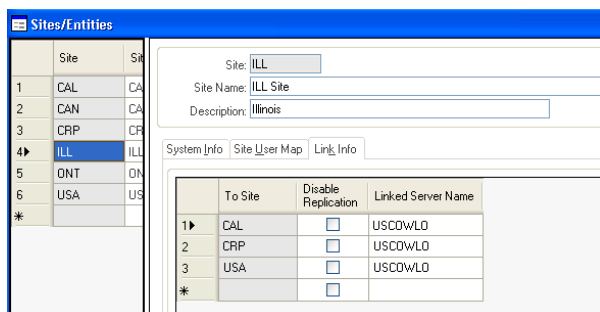 Sites/Entities
Site Sit
1 CAL CA
2 CAN CA
3 CRP CR
4 ILL ILL
5 ONT ON
6 USA US
Site: ILL
Site Name: ILL Site
Description: Illinois
System Info Site User Map Link Info
To Site Disable Replication Linked Server Name
1 CAL USCOWLO
2 CRP USCOWLO
3 USA USCOWLO